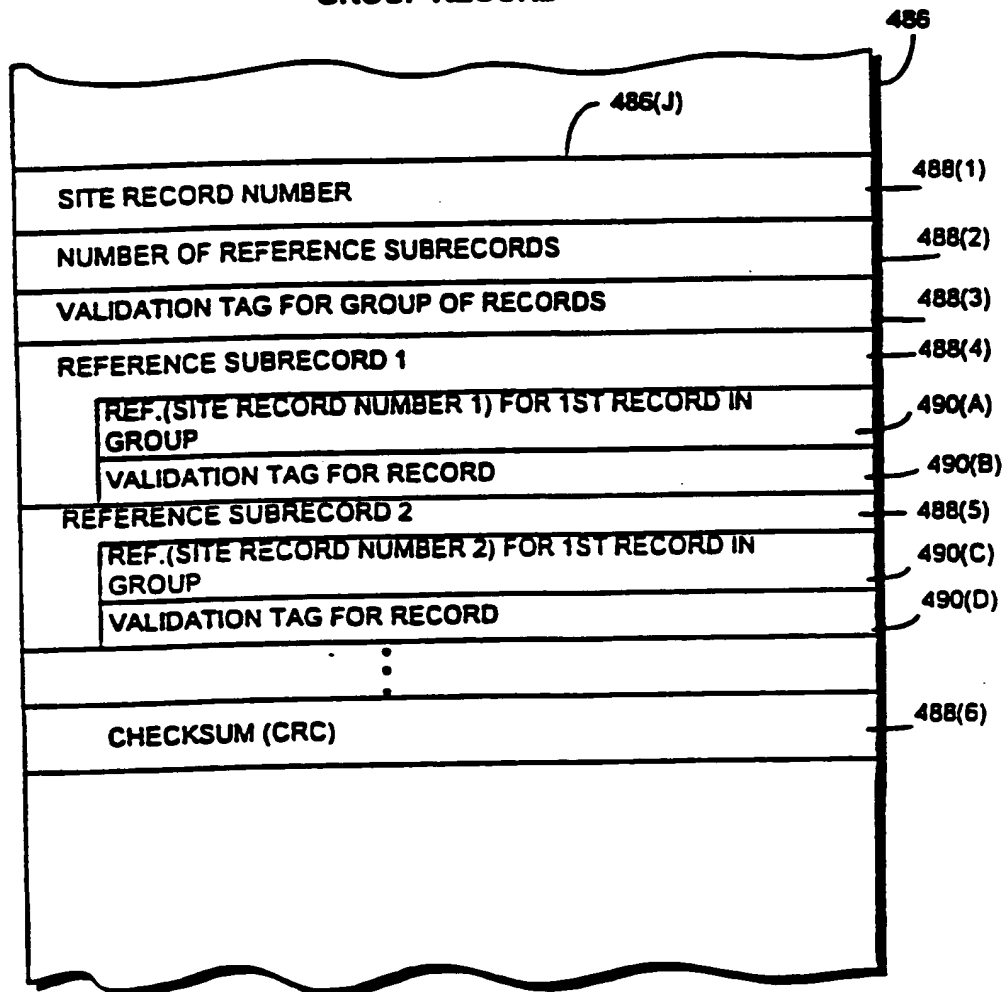 GROUP RECORD
486
486(J)
SITE RECORD NUMBER
488(1)
NUMBER OF REFERENCE SUBRECORDS
488(2)
VALIDATION TAG FOR GROUP OF RECORDS
488(3)
REFERENCE SUBRECORD 1
488(4)
REF.(SITE RECORD NUMBER 1) FOR 1ST RECORD IN
GROUP
490(A)
VALIDATION TAG FOR RECORD
490(B)
REFERENCE SUBRECORD 2
488(5)
REF.(SITE RECORD NUMBER 2) FOR 1ST RECORD IN
GROUP
490(C)
VALIDATION TAG FOR RECORD
490(D)
CHECKSUM (CRC)
488(6)